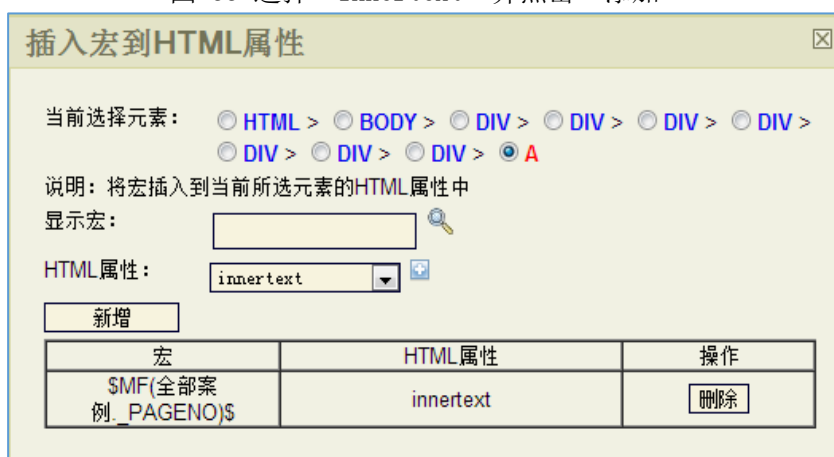 插入宏到HTML属性
当前选择元素： HTML > BODY > DIV > DIV > DIV > DIV >
DIV > DIV > DIV > A
说明：将宏插入到当前所选元素的HTML属性中
显示宏：
HTML属性： innertext
新增
宏 HTML属性 操作
$MF(全部案
例._PAGENO)$ innertext 删除